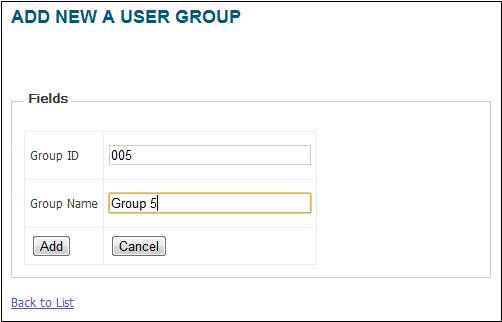 ADD NEW A USER GROUP
Fields
Group ID 005
Group Name Group 5
Add Cancel
Back to List